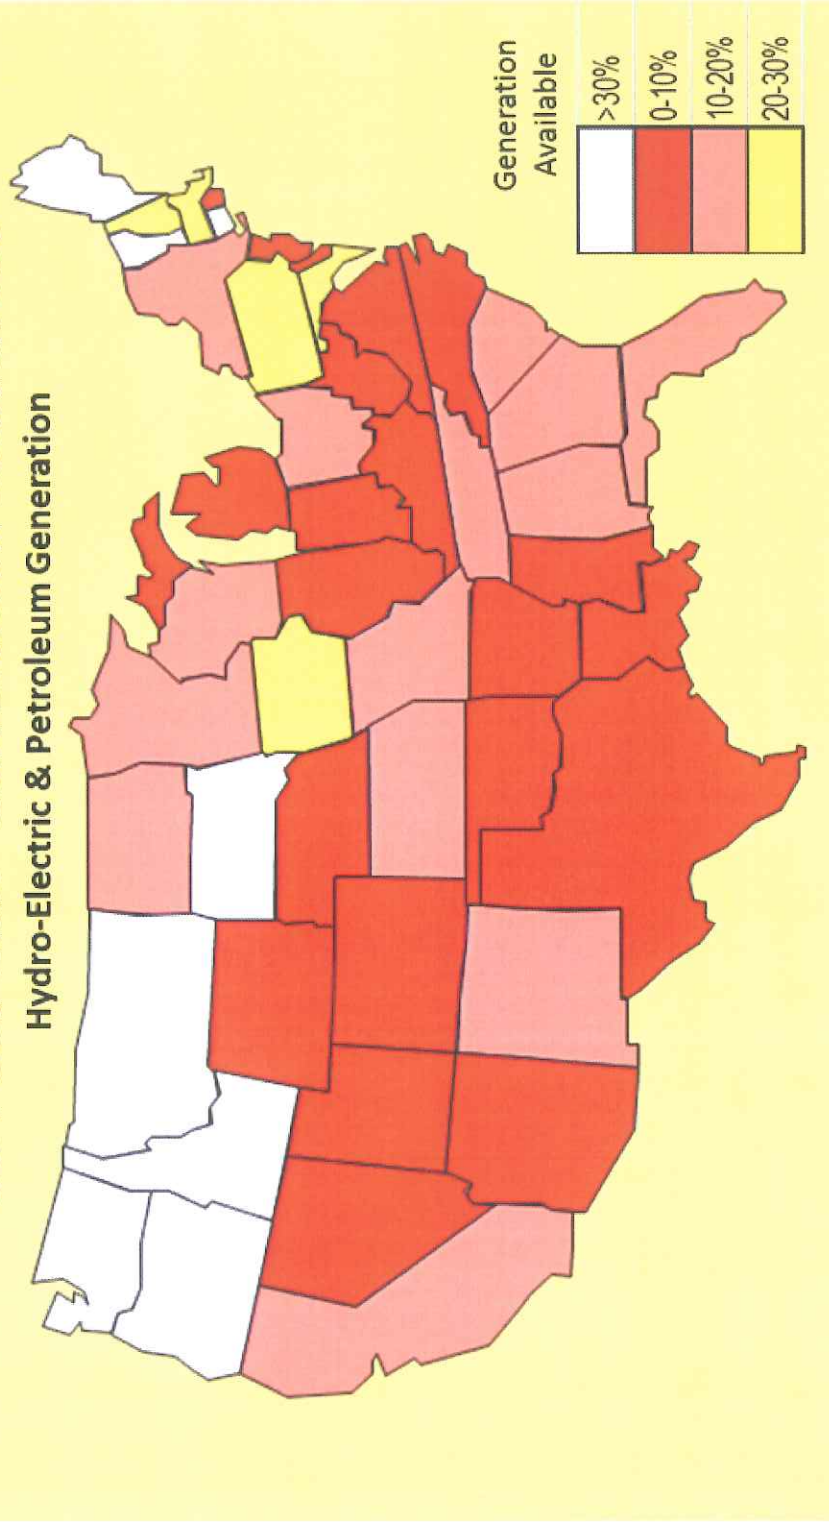 Hydro-Electric & Petroleum Generation
Generation
Available
>30%
0-10%
10-20%
20-30%